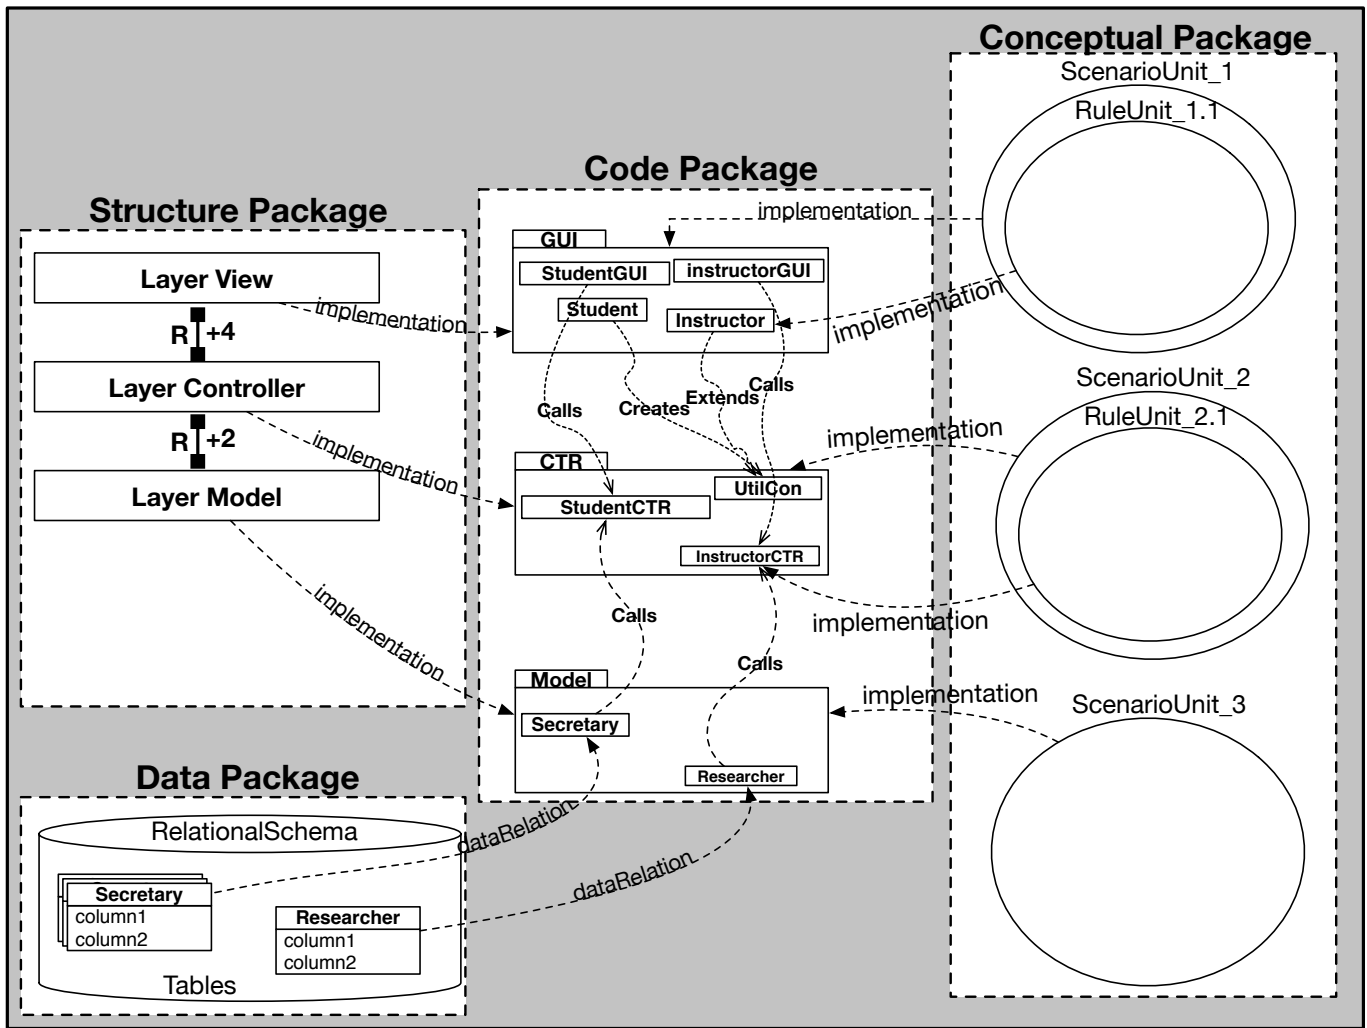 Conceptual Package
ScenarioUnit_1
RuleUnit_1.1
Code Package
Structure Package
implementation
GUI
StudentGUI
instructorGUI
Student
Instructor
Layer View
implementation
implementation
R +4
Layer Controller
Calls
Creates
Extends
Calls
ScenarioUnit_2
RuleUnit_2.1
R +2
implementation
implementation
Layer Model
CTR
UtilCon
StudentCTR
InstructorCTR
implementation
Calls
implementation
Calls
Model
implementation
ScenarioUnit_3
Secretary
Researcher
Data Package
RelationalSchema
dataRelation
dataRelation
Secretary
column1
column2
Researcher
column1
column2
Tables